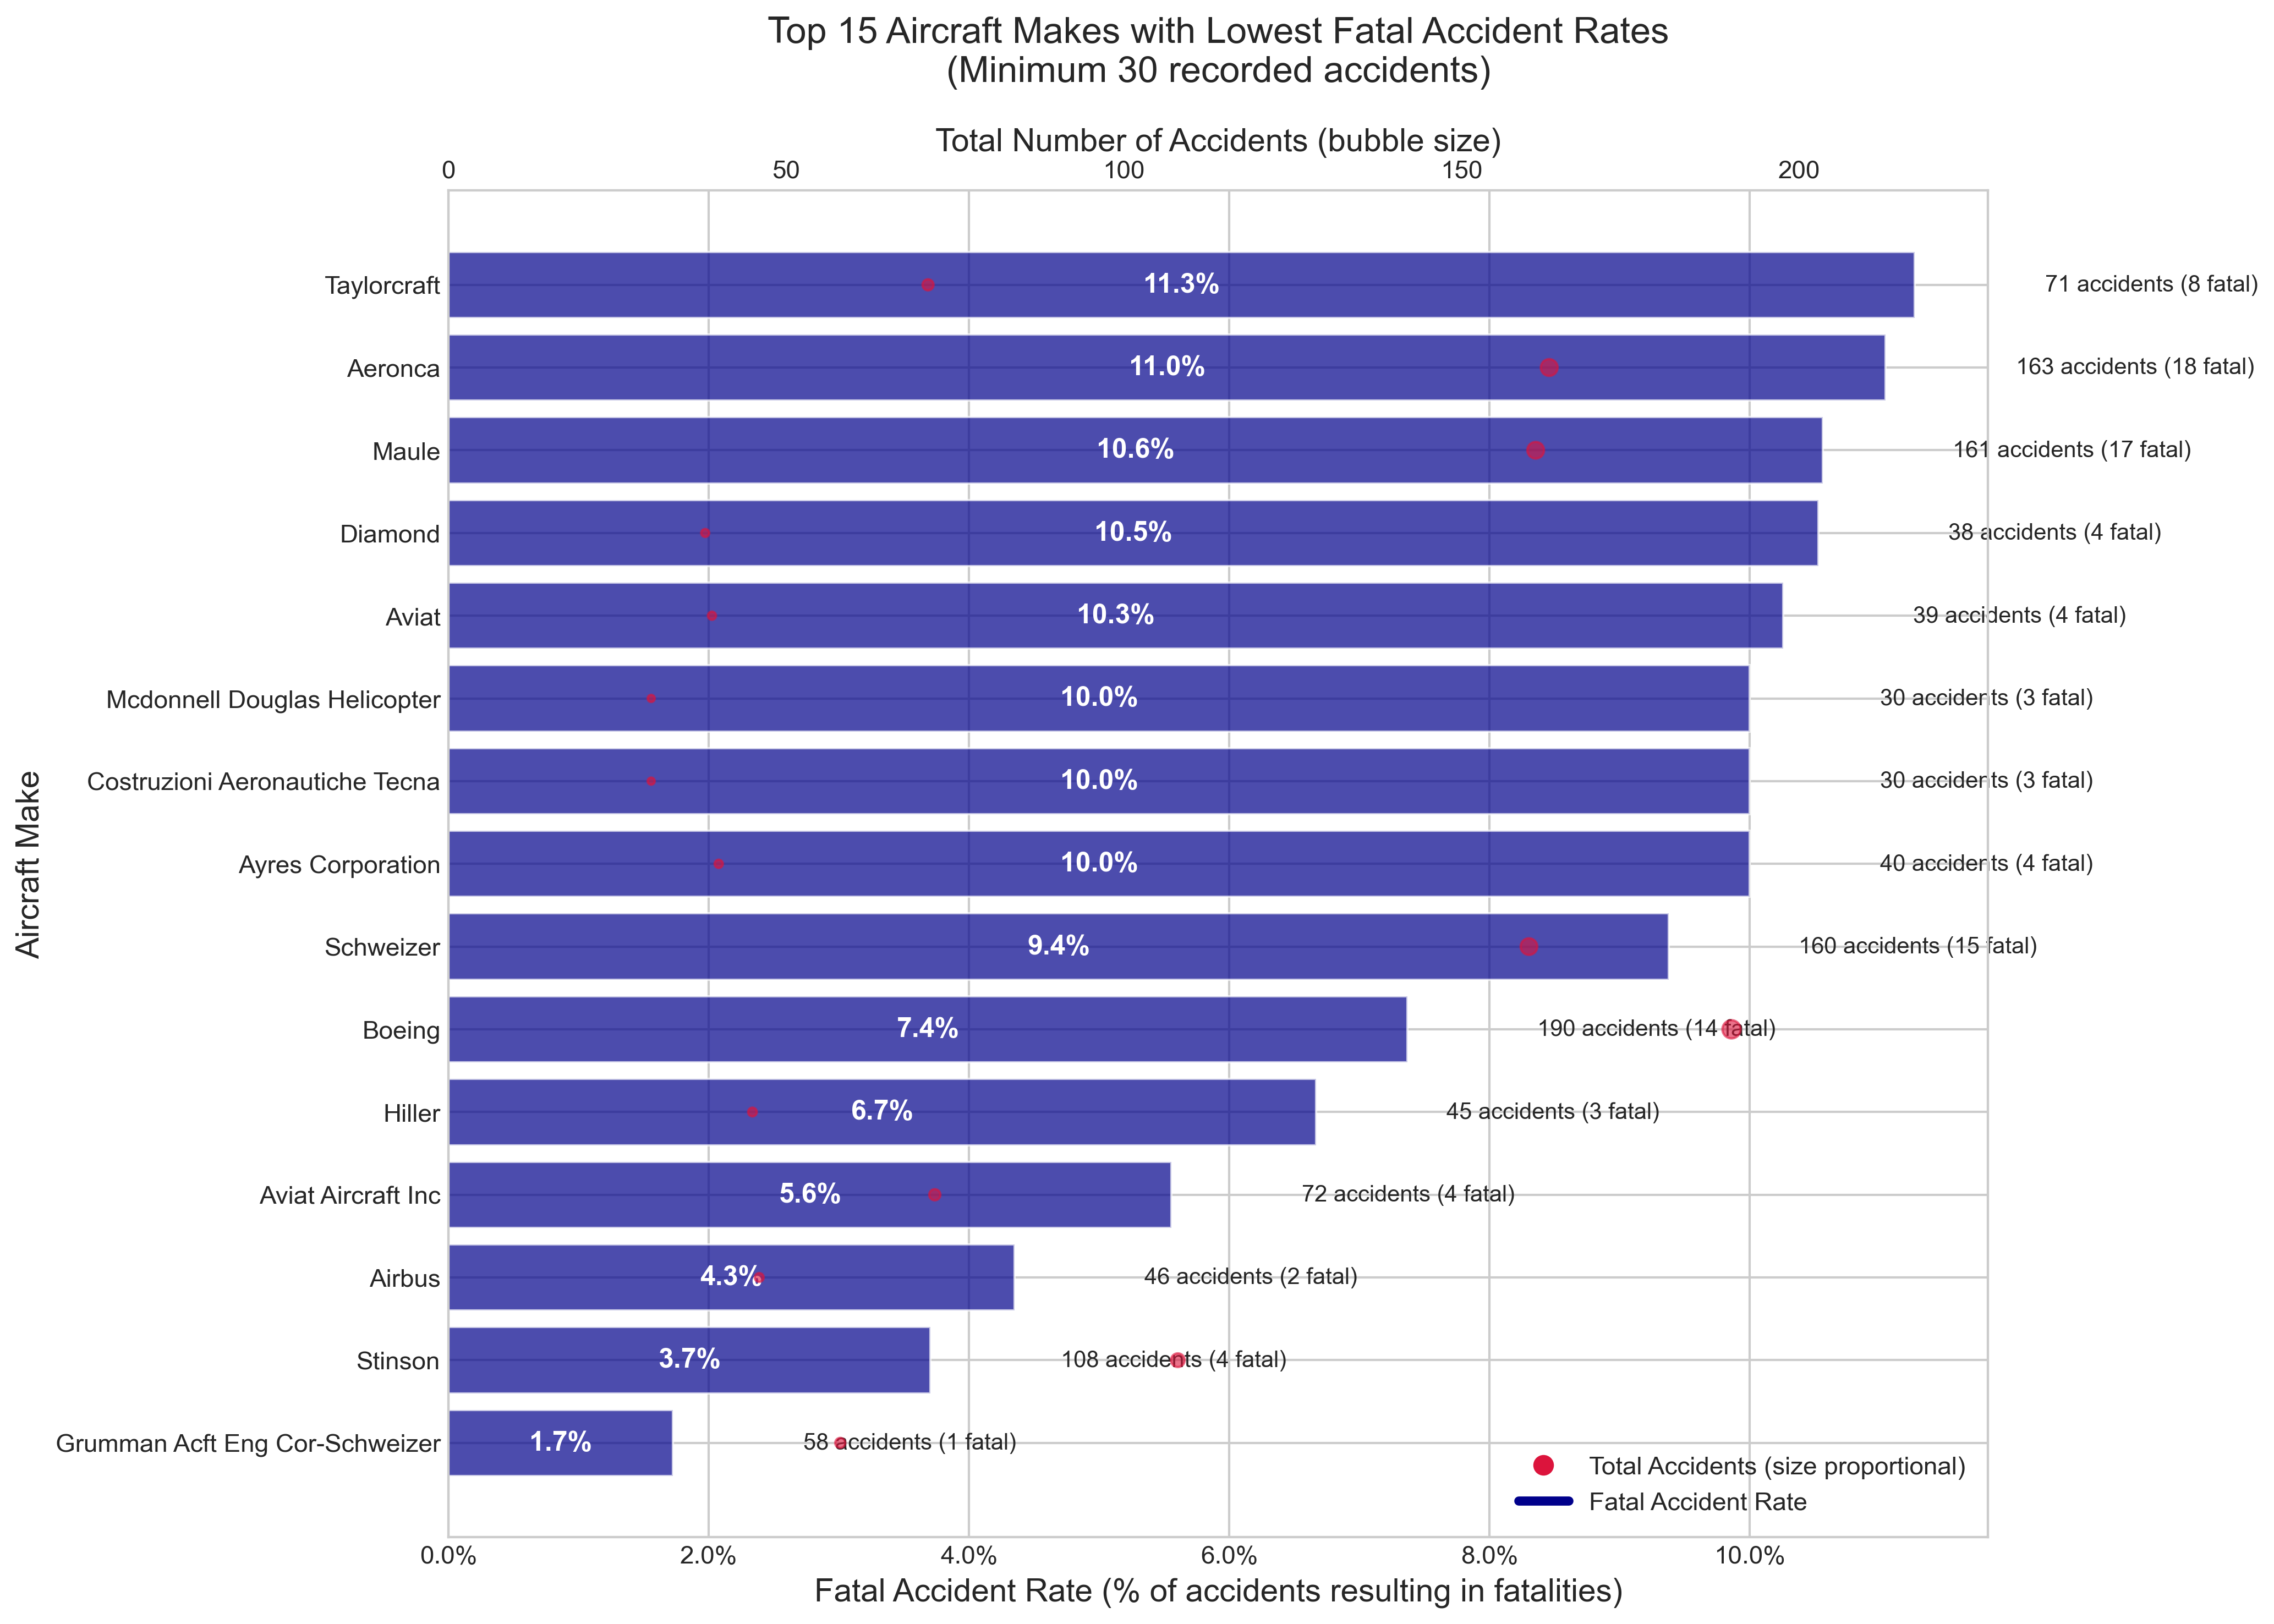 Top 15 Aircraft Makes with Lowest Fatal Accident Rates
(Minimum 30 recorded accidents)
Total Number of Accidents (bubble size)
0 50 100 150 200
Taylorcraft 11.3% 71 accidents (8 fatal)
Aeronca 11.0% 163 accidents (18 fatal)
Maule 10.6% 161 accidents (17 fatal)
Diamond 10.5% 38 accidents (4 fatal)
Aviat 10.3% 39 accidents (4 fatal)
Mcdonnell Douglas Helicopter 10.0% 30 accidents (3 fatal)
Costruzioni Aeronautiche Tecna 10.0% 30 accidents (3 fatal)
Ayres Corporation 10.0% 40 accidents (4 fatal)
Schweizer 9.4% 160 accidents (15 fatal)
Boeing 7.4% 190 accidents (14 fatal)
Hiller 6.7% 45 accidents (3 fatal)
Aviat Aircraft Inc 5.6% 72 accidents (4 fatal)
Airbus 4.3% 46 accidents (2 fatal)
Stinson 3.7% 108 accidents (4 fatal)
Grumman Acft Eng Cor-Schweizer 1.7% 58 accidents (1 fatal)
Aircraft Make
Total Accidents (size proportional)
Fatal Accident Rate
0.0% 2.0% 4.0% 6.0% 8.0% 10.0%
Fatal Accident Rate (% of accidents resulting in fatalities)